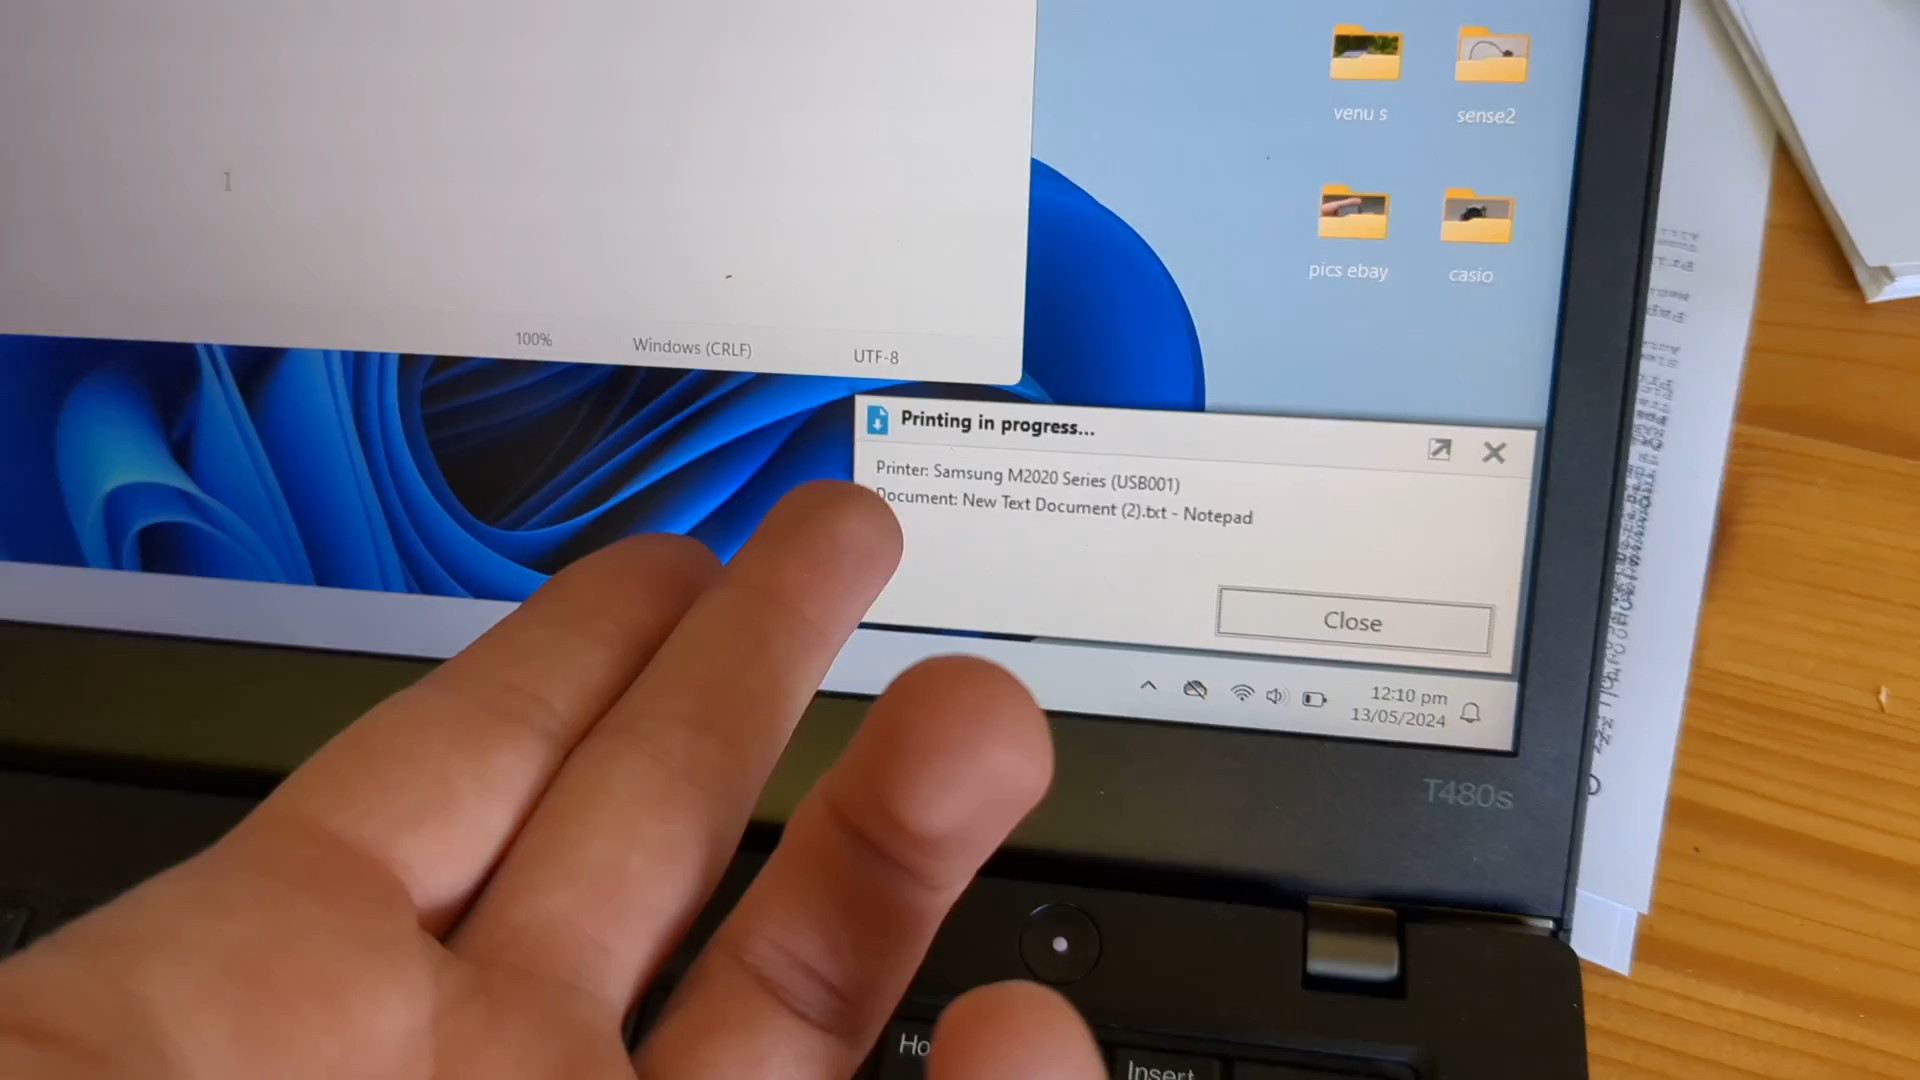 venu s
sense2
pics ebay
casio
100%
Windows (CRLF)
UTF-8
Printing in progress...
Printer: Samsung M2020 Series (USB001)
Document: New Text Document (2).txt - Notepad
Close
12:10 pm
13/05/2024
T480s
Ho
Insert